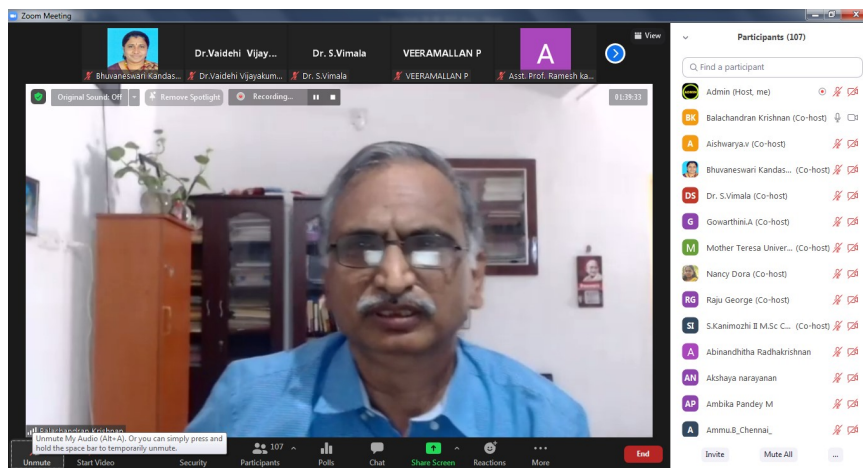 Zoom Meeting
Dr.Vaidehi Vijay...
Dr. S.Vimala
VEERAMALLAN P
A
View
Bhuvaneswari Kandas...
Dr.Vaidehi Vijayakum...
Dr. S.Vimala
VEERAMALLAN P
Asst. Prof. Ramesh ka...
Original Sound: Off
Remove Spotlight
Recording...
01:39:33
Balachandran Krishnan
Unmute My Audio (Alt+A). Or you can simply press and
hold the space bar to temporarily unmute.
Unmute
Start Video
Security
107
Participants
Polls
Chat
Share Screen
Reactions
More
End
Participants (107)
Find a participant
Admin (Host, me)
BK Balachandran Krishnan (Co-host)
A Aishwarya.v (Co-host)
Bhuvaneswari Kandas... (Co-host)
DS Dr. S.Vimala (Co-host)
G Gowarthini.A (Co-host)
M Mother Teresa Univer... (Co-host)
Nancy Dora (Co-host)
RG Raju George (Co-host)
SI S.Kanimozhi II M.Sc C... (Co-host)
A Abinandhitha Radhakrishnan
AN Akshaya narayanan
AP Ambika Pandey M
A Ammu.B_Chennai_
Invite
Mute All
...